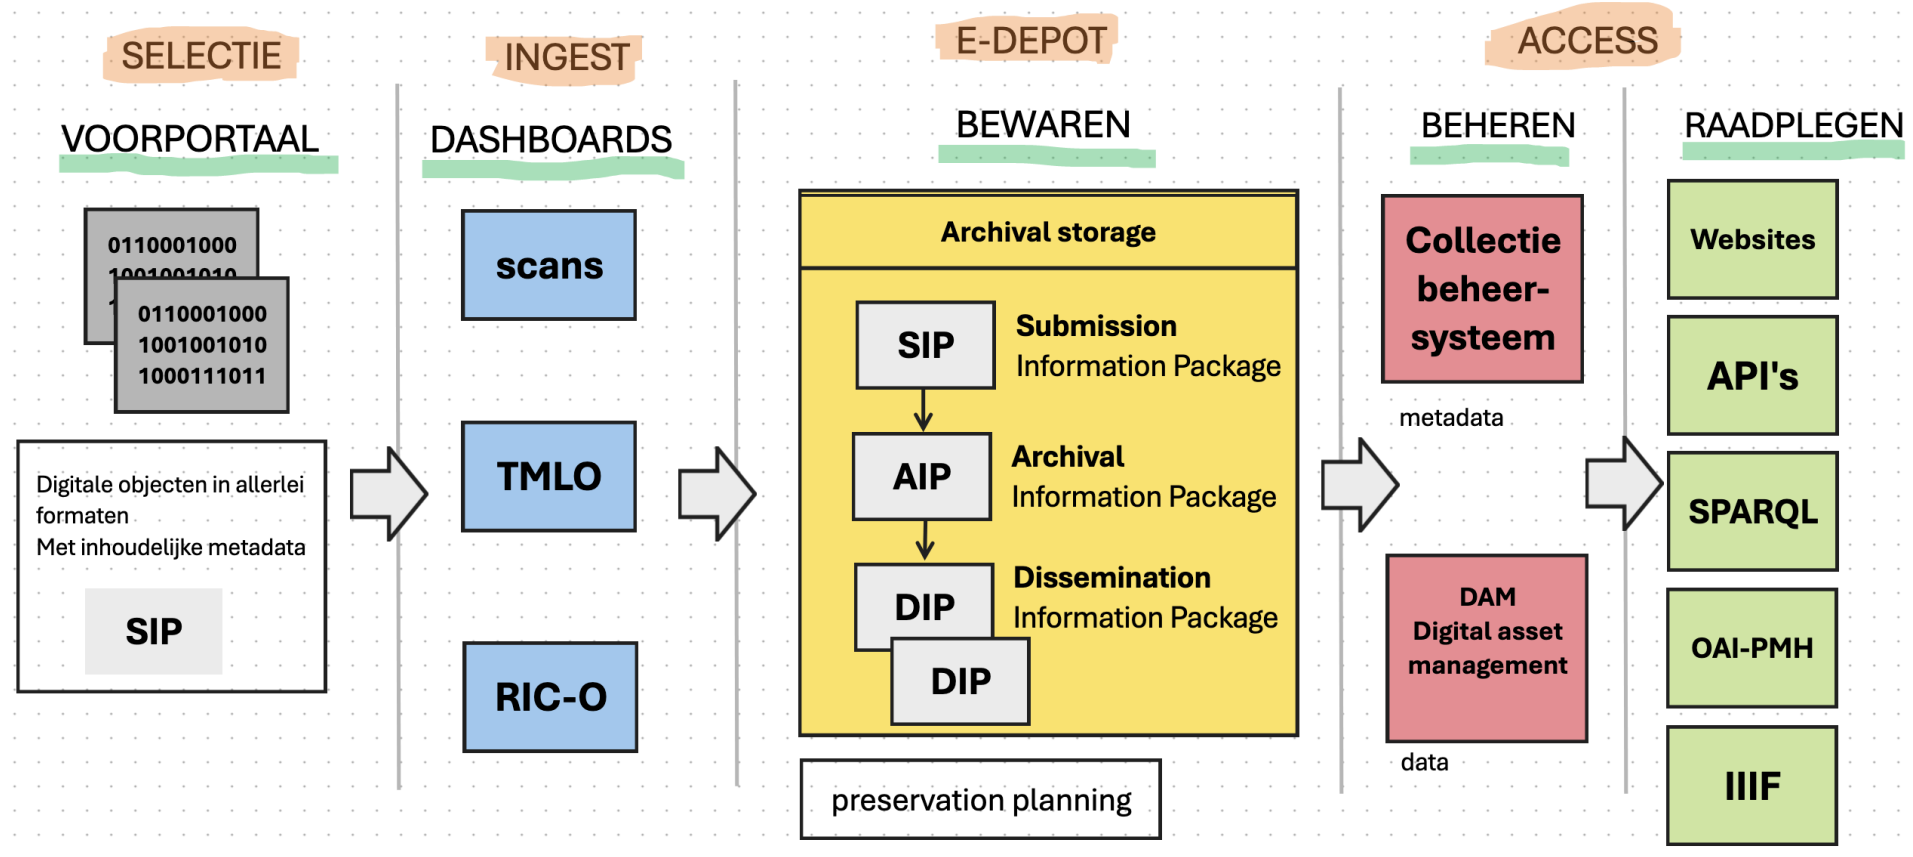 SELECTIE
VOORPORTAAL
0110001000
1001001010
1
0110001000
1001001010
1000111011
Digitale objecten in allerlei
formaten
Met inhoudelijke metadata
SIP
INGEST
DASHBOARDS
scans
TMLO
RIC-O
E-DEPOT
BEWAREN
Archival storage
SIP
Submission
Information Package
AIP
Archival
Information Package
DIP
Dissemination
Information Package
DIP
preservation planning
ACCESS
BEHEREN
Collectie
beheer-
systeem
metadata
DAM
Digital asset
management
data
RAADPLEGEN
Websites
API's
SPARQL
OAI-PMH
IIIF